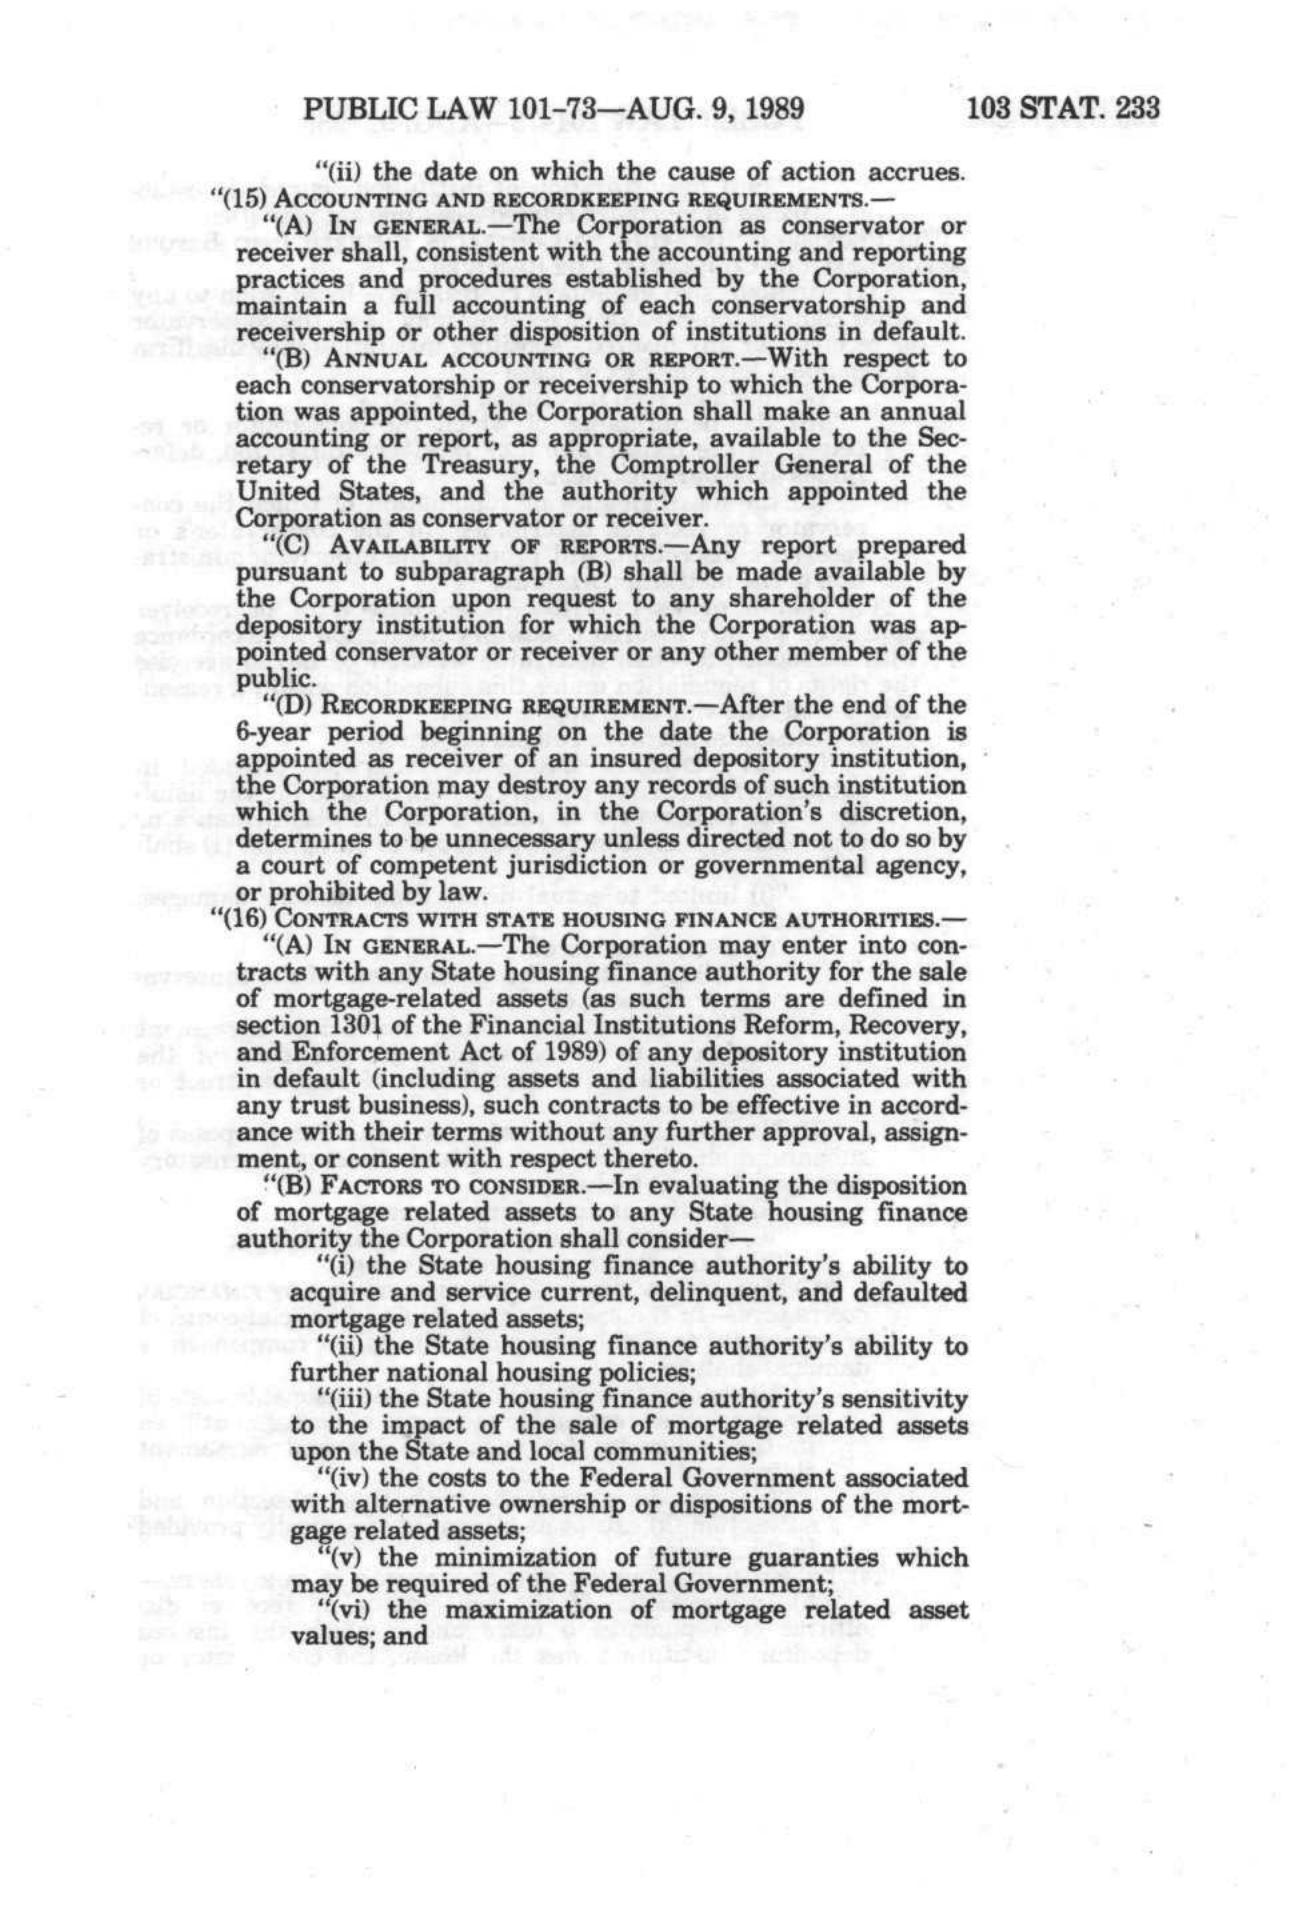 PUBLIC LAW 101-73—AUG. 9, 1989 103 STAT. 233
“(ii) the date on which the cause of action accrues.
“(15) ACCOUNTING AND RECORDKEEPING REQUIREMENTS.—
“(A) IN GENERAL.—The Corporation as conservator or
receiver shall, consistent with the accounting and reporting
practices and procedures established by the Corporation,
maintain a full accounting of each conservatorship and
receivership or other disposition of institutions in default.
“(B) ANNUAL ACCOUNTING OR REPORT.—With respect to
each conservatorship or receivership to which the Corpora-
tion was appointed, the Corporation shall make an annual
accounting or report, as appropriate, available to the Sec-
retary of the Treasury, the Comptroller General of the
United States, and the authority which appointed the
Corporation as conservator or receiver.
“(C) AVAILABILITY OF REPORTS.—Any report prepared
pursuant to subparagraph (B) shall be made available by
the Corporation upon request to any shareholder of the
depository institution for which the Corporation was ap-
pointed conservator or receiver or any other member of the
public.
“(D) RECORDKEEPING REQUIREMENT.—After the end of the
6-year period beginning on the date the Corporation is
appointed as receiver of an insured depository institution,
the Corporation may destroy any records of such institution
which the Corporation, in the Corporation's discretion,
determines to be unnecessary unless directed not to do so by
a court of competent jurisdiction or governmental agency,
or prohibited by law.
“(16) CONTRACTS WITH STATE HOUSING FINANCE AUTHORITIES.—
“(A) IN GENERAL.—The Corporation may enter into con-
tracts with any State housing finance authority for the sale
of mortgage-related assets (as such terms are defined in
section 1301 of the Financial Institutions Reform, Recovery,
and Enforcement Act of 1989) of any depository institution
in default (including assets and liabilities associated with
any trust business), such contracts to be effective in accord-
ance with their terms without any further approval, assign-
ment, or consent with respect thereto.
“(B) FACTORS TO CONSIDER.—In evaluating the disposition
of mortgage related assets to any State housing finance
authority the Corporation shall consider—
“(i) the State housing finance authority's ability to
acquire and service current, delinquent, and defaulted
mortgage related assets;
“(ii) the State housing finance authority's ability to
further national housing policies;
“(iii) the State housing finance authority's sensitivity
to the impact of the sale of mortgage related assets
upon the State and local communities;
“(iv) the costs to the Federal Government associated
with alternative ownership or dispositions of the mort-
gage related assets;
“(v) the minimization of future guaranties which
may be required of the Federal Government;
“(vi) the maximization of mortgage related asset
values; and